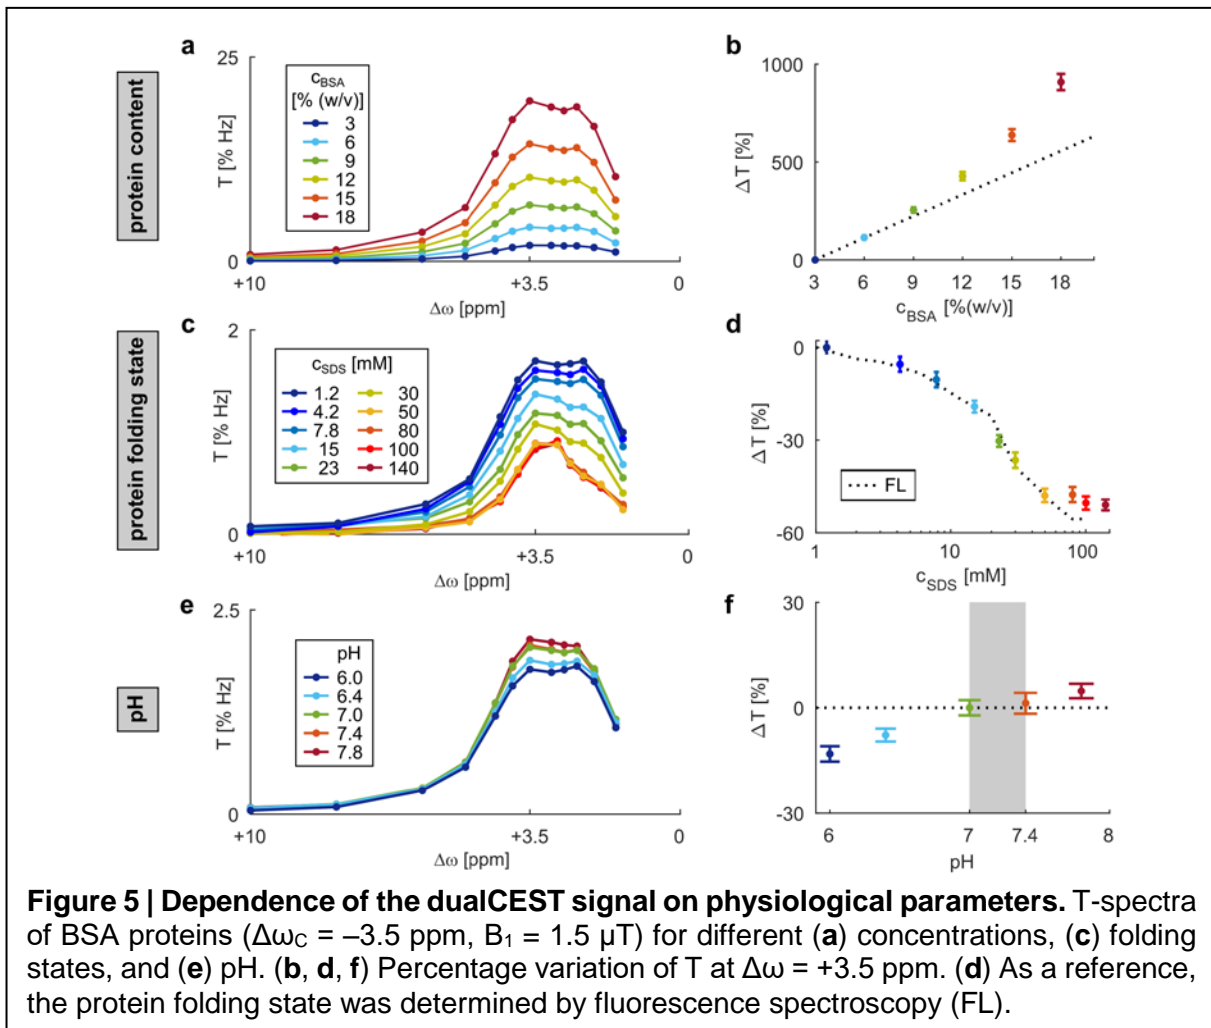 protein content
a
25
T [% Hz]
0
c_BSA
[% (w/v)]
3
6
9
12
15
18
+10
+3.5
0
Δω [ppm]
b
1000
500
0
ΔT [%]
3
6
9
12
15
18
c_BSA [%(w/v)]
protein folding state
c
2
T [% Hz]
0
c_SDS [mM]
1.2 30
4.2 50
7.8 80
15 100
23 140
+10
+3.5
0
Δω [ppm]
d
0
-30
-60
ΔT [%]
FL
1
10
100
c_SDS [mM]
pH
e
2.5
T [% Hz]
0
pH
6.0
6.4
7.0
7.4
7.8
+10
+3.5
0
Δω [ppm]
f
30
0
-30
ΔT [%]
6
7
7.4
8
pH
Figure 5 | Dependence of the dualCEST signal on physiological parameters. T-spectra
of BSA proteins (Δω_C = –3.5 ppm, B₁ = 1.5 µT) for different (a) concentrations, (c) folding
states, and (e) pH. (b, d, f) Percentage variation of T at Δω = +3.5 ppm. (d) As a reference,
the protein folding state was determined by fluorescence spectroscopy (FL).